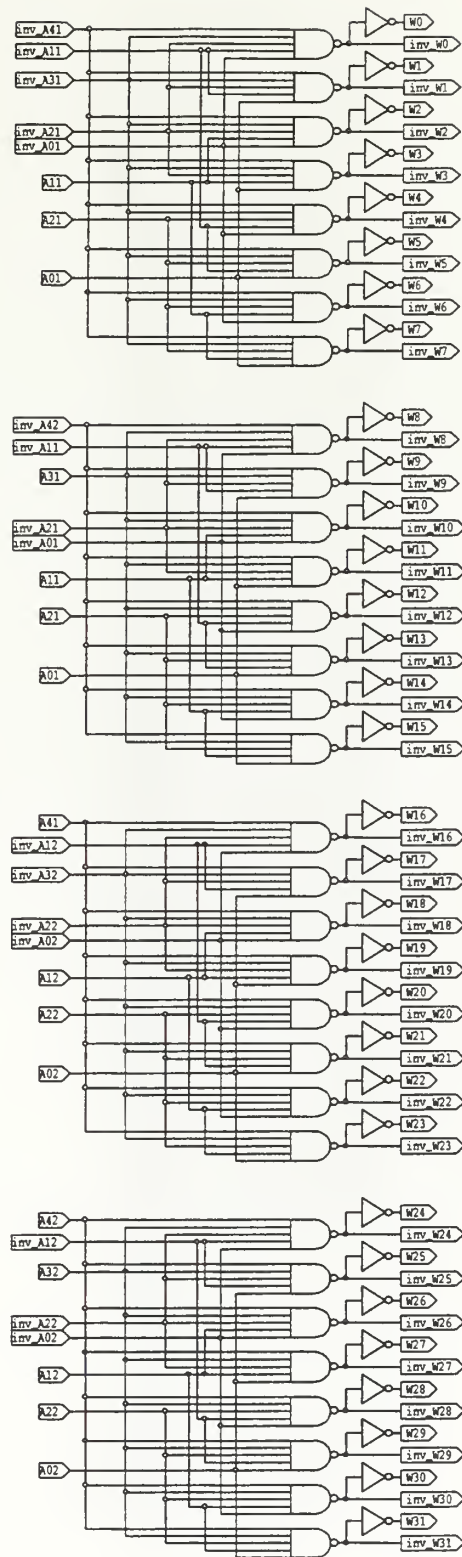 inv_A41
inv_A11
inv_A31
inv_A21
inv_A01
A11
A21
A01
W0
inv_W0
W1
inv_W1
W2
inv_W2
W3
inv_W3
W4
inv_W4
W5
inv_W5
W6
inv_W6
W7
inv_W7
inv_A42
inv_A11
A31
inv_A21
inv_A01
A11
A21
A01
W8
inv_W8
W9
inv_W9
W10
inv_W10
W11
inv_W11
W12
inv_W12
W13
inv_W13
W14
inv_W14
W15
inv_W15
A41
inv_A12
inv_A32
inv_A22
inv_A02
A12
A22
A02
W16
inv_W16
W17
inv_W17
W18
inv_W18
W19
inv_W19
W20
inv_W20
W21
inv_W21
W22
inv_W22
W23
inv_W23
A42
inv_A12
A32
inv_A22
inv_A02
A12
A22
A02
W24
inv_W24
W25
inv_W25
W26
inv_W26
W27
inv_W27
W28
inv_W28
W29
inv_W29
W30
inv_W30
W31
inv_W31